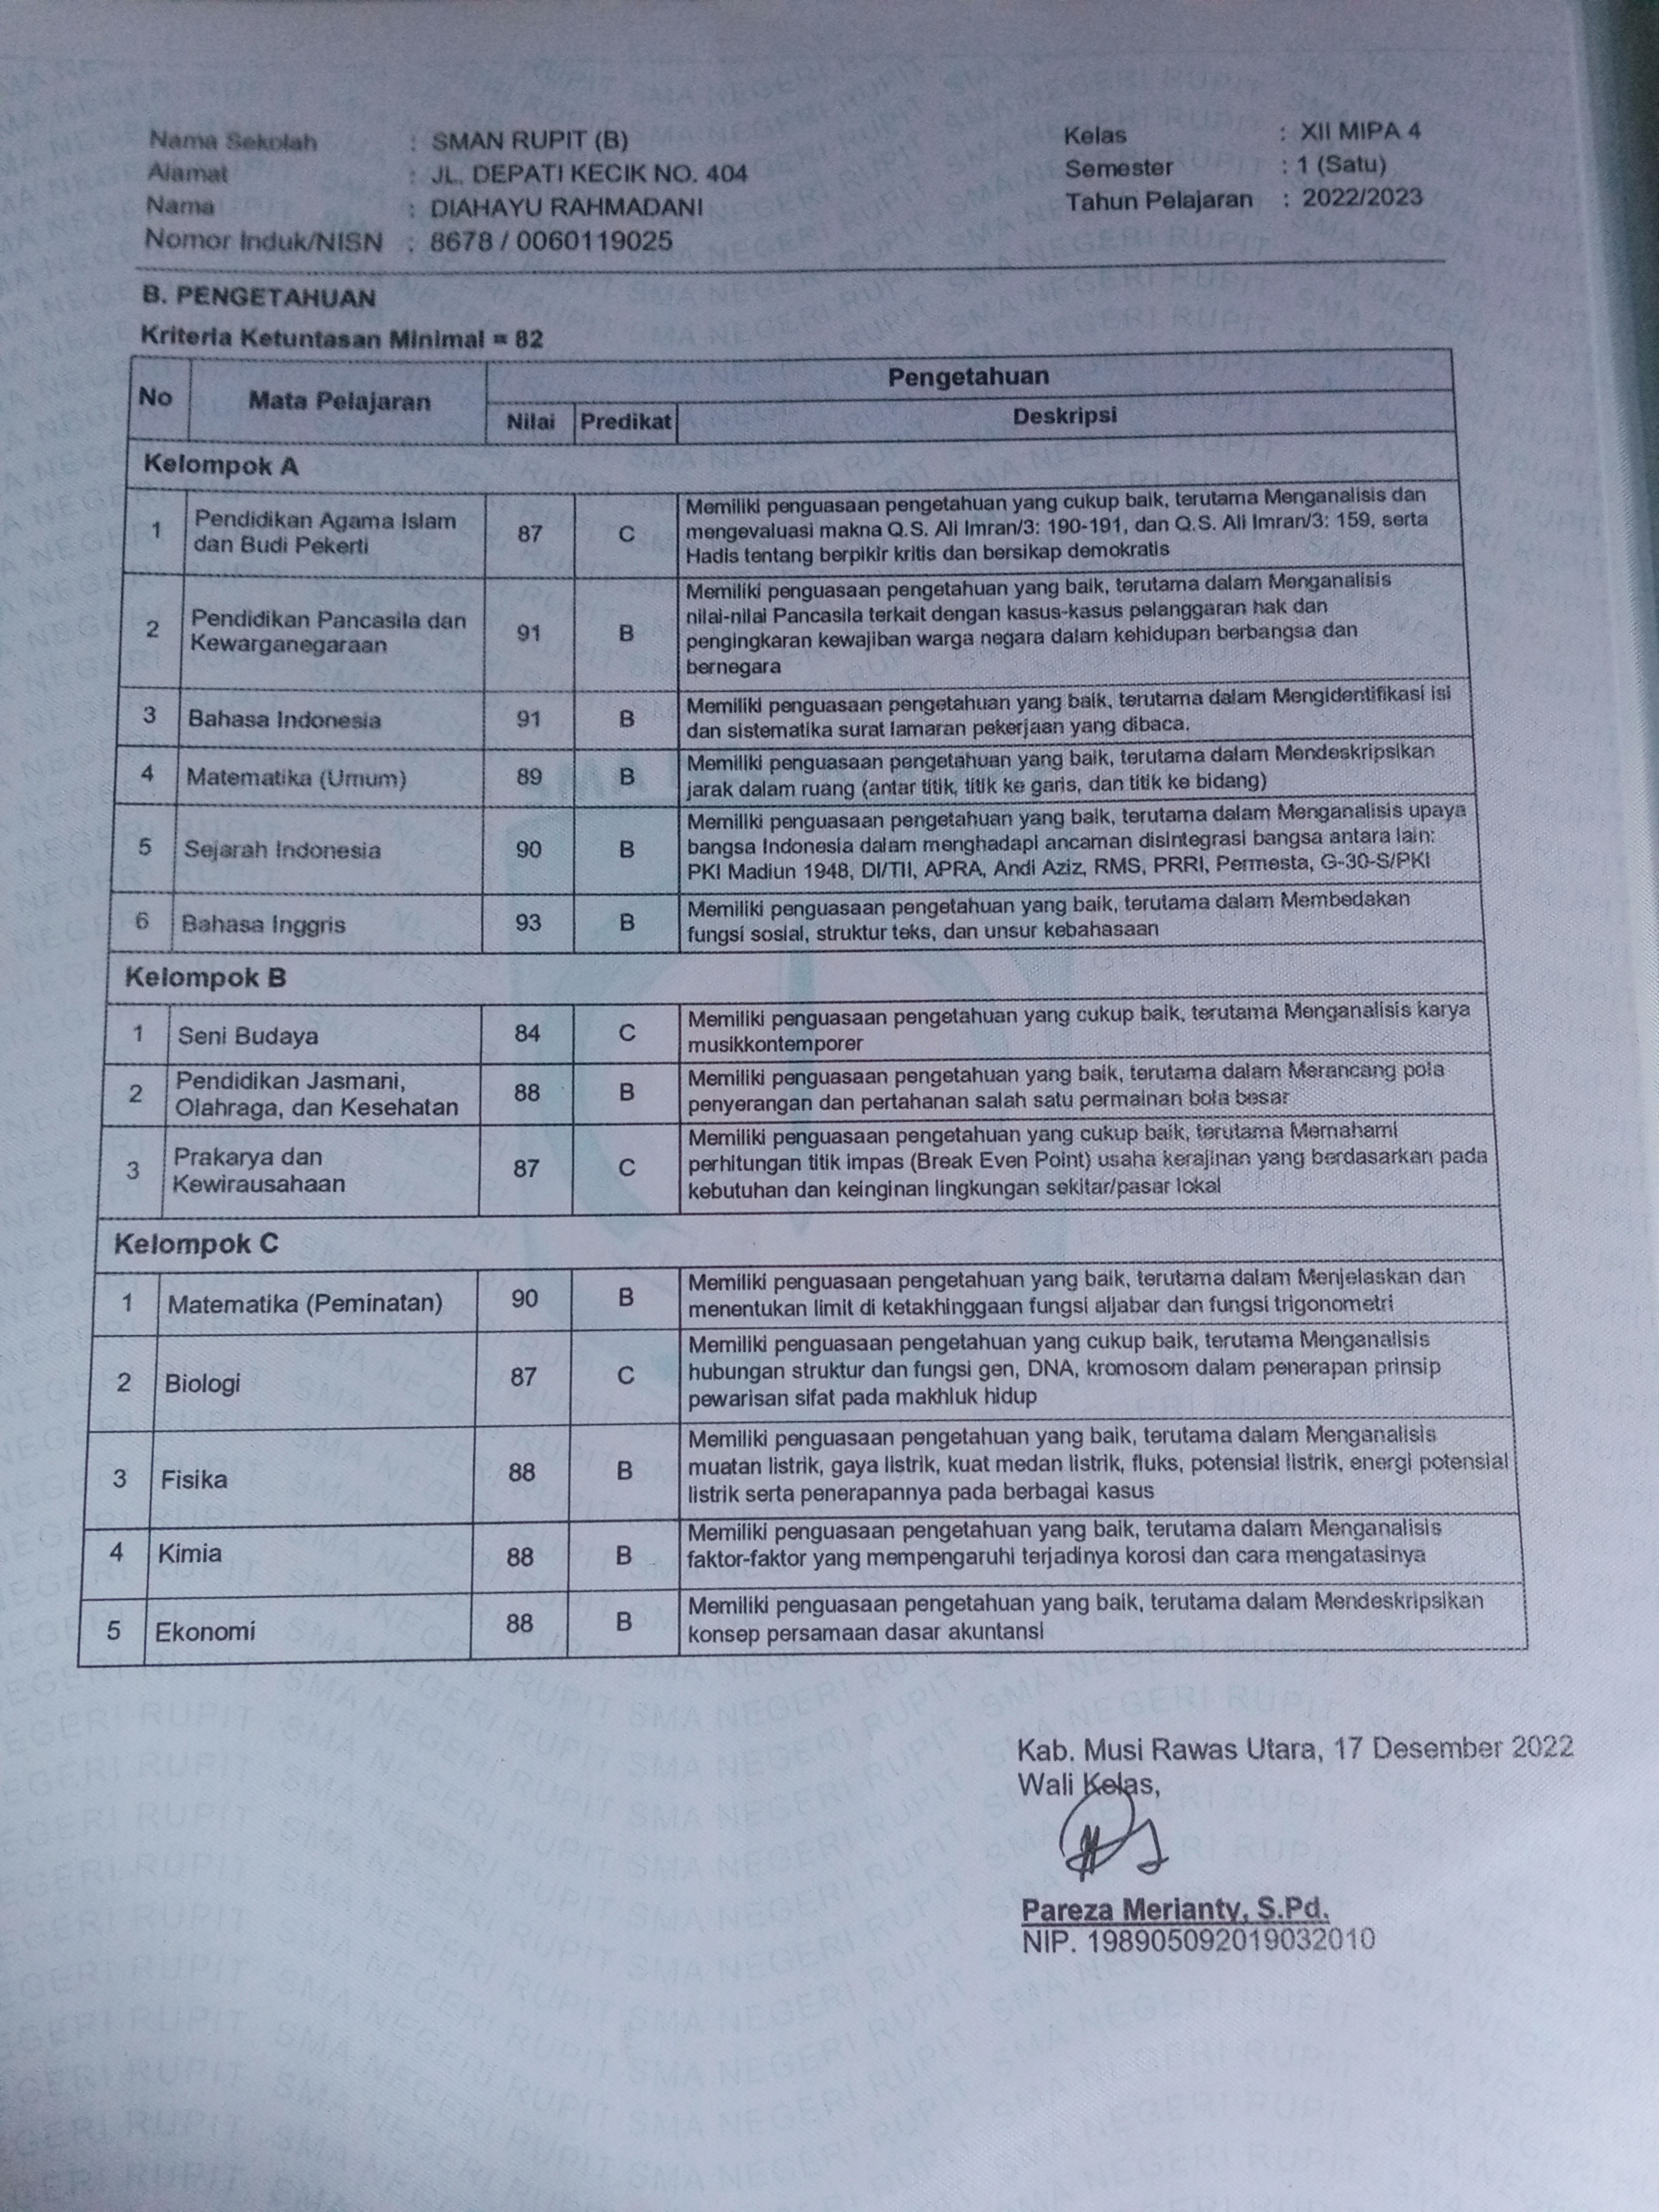 Nama Sekolah : SMAN RUPIT (B)
Alamat : JL. DEPATI KECIK NO. 404
Nama : DIAHAYU RAHMADANI
Nomor Induk/NISN : 8678 / 0060119025
Kelas : XII MIPA 4
Semester : 1 (Satu)
Tahun Pelajaran : 2022/2023
B. PENGETAHUAN
Kriteria Ketuntasan Minimal = 82
No Mata Pelajaran Pengetahuan
Nilai Predikat Deskripsi
Kelompok A
1 Pendidikan Agama Islam dan Budi Pekerti 87 C Memiliki penguasaan pengetahuan yang cukup baik, terutama Menganalisis dan
mengevaluasi makna Q.S. Ali Imran/3: 190-191, dan Q.S. Ali Imran/3: 159, serta
Hadis tentang berpikir kritis dan bersikap demokratis
2 Pendidikan Pancasila dan Kewarganegaraan 91 B Memiliki penguasaan pengetahuan yang baik, terutama dalam Menganalisis
nilai-nilai Pancasila terkait dengan kasus-kasus pelanggaran hak dan
pengingkaran kewajiban warga negara dalam kehidupan berbangsa dan
bernegara
3 Bahasa Indonesia 91 B Memiliki penguasaan pengetahuan yang baik, terutama dalam Mengidentifikasi isi
dan sistematika surat lamaran pekerjaan yang dibaca.
4 Matematika (Umum) 89 B Memiliki penguasaan pengetahuan yang baik, terutama dalam Mendeskripsikan
jarak dalam ruang (antar titik, titik ke garis, dan titik ke bidang)
5 Sejarah Indonesia 90 B Memiliki penguasaan pengetahuan yang baik, terutama dalam Menganalisis upaya
bangsa Indonesia dalam menghadapi ancaman disintegrasi bangsa antara lain:
PKI Madiun 1948, DI/TII, APRA, Andi Aziz, RMS, PRRI, Permesta, G-30-S/PKI
6 Bahasa Inggris 93 B Memiliki penguasaan pengetahuan yang baik, terutama dalam Membedakan
fungsi sosial, struktur teks, dan unsur kebahasaan
Kelompok B
1 Seni Budaya 84 C Memiliki penguasaan pengetahuan yang cukup baik, terutama Menganalisis karya
musikkontemporer
2 Pendidikan Jasmani, Olahraga, dan Kesehatan 88 B Memiliki penguasaan pengetahuan yang baik, terutama dalam Merancang pola
penyerangan dan pertahanan salah satu permainan bola besar
3 Prakarya dan Kewirausahaan 87 C Memiliki penguasaan pengetahuan yang cukup baik, terutama Memahami
perhitungan titik impas (Break Even Point) usaha kerajinan yang berdasarkan pada
kebutuhan dan keinginan lingkungan sekitar/pasar lokal
Kelompok C
1 Matematika (Peminatan) 90 B Memiliki penguasaan pengetahuan yang baik, terutama dalam Menjelaskan dan
menentukan limit di ketakhinggaan fungsi aljabar dan fungsi trigonometri
2 Biologi 87 C Memiliki penguasaan pengetahuan yang cukup baik, terutama Menganalisis
hubungan struktur dan fungsi gen, DNA, kromosom dalam penerapan prinsip
pewarisan sifat pada makhluk hidup
3 Fisika 88 B Memiliki penguasaan pengetahuan yang baik, terutama dalam Menganalisis
muatan listrik, gaya listrik, kuat medan listrik, fluks, potensial listrik, energi potensial
listrik serta penerapannya pada berbagai kasus
4 Kimia 88 B Memiliki penguasaan pengetahuan yang baik, terutama dalam Menganalisis
faktor-faktor yang mempengaruhi terjadinya korosi dan cara mengatasinya
5 Ekonomi 88 B Memiliki penguasaan pengetahuan yang baik, terutama dalam Mendeskripsikan
konsep persamaan dasar akuntansi
Kab. Musi Rawas Utara, 17 Desember 2022
Wali Kelas,
Pareza Merianty, S.Pd.
NIP. 198905092019032010